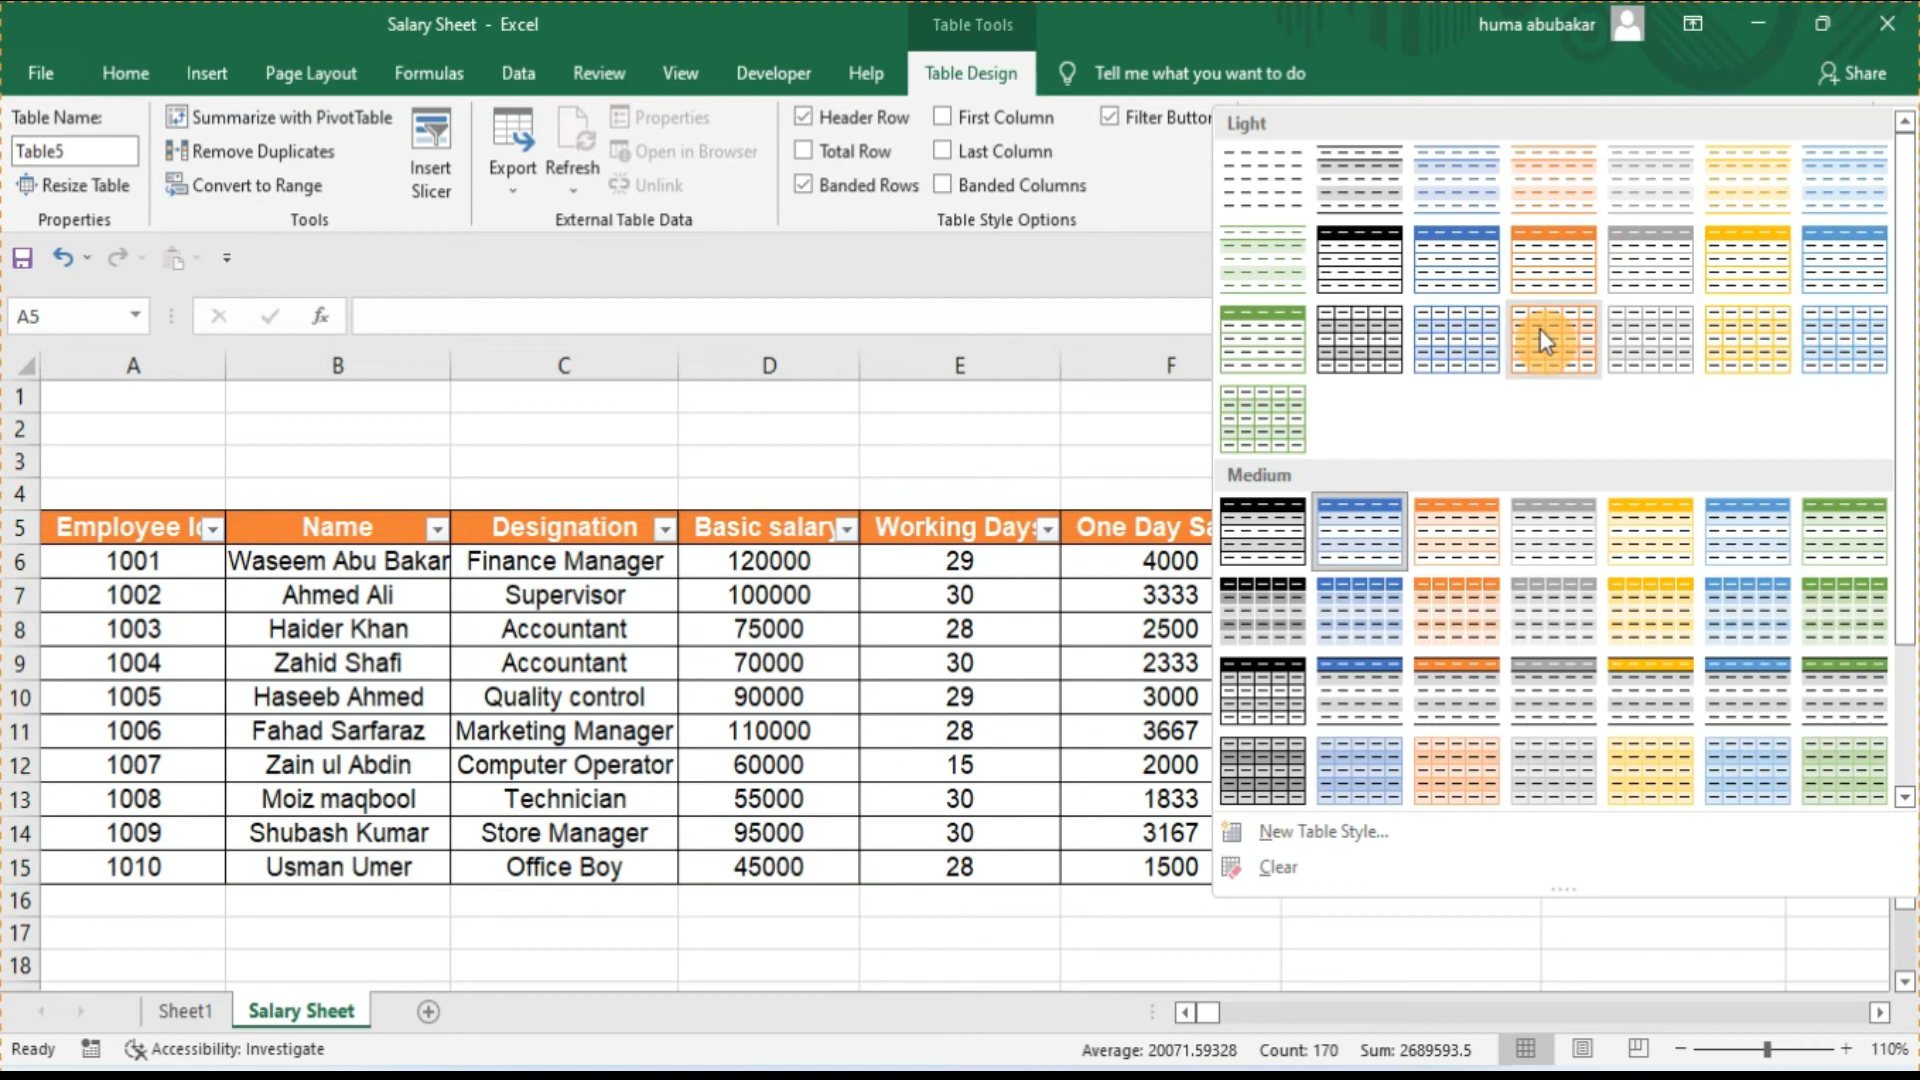 Salary Sheet - Excel
Table Tools
huma abubakar
File Home Insert Page Layout Formulas Data Review View Developer Help Table Design Tell me what you want to do Share
Table Name:
Table5
Resize Table
Properties
Summarize with PivotTable
Remove Duplicates
Convert to Range
Tools
Insert
Slicer
Export
Refresh
Properties
Open in Browser
Unlink
External Table Data
Header Row
Total Row
Banded Rows
First Column
Last Column
Banded Columns
Filter Button
Table Style Options
Light
Medium
New Table Style...
Clear
A5
fx
A B C D E F
1
2
3
4
5 Employee Id Name Designation Basic salary Working Days One Day Sa
6 1001 Waseem Abu Bakar Finance Manager 120000 29 4000
7 1002 Ahmed Ali Supervisor 100000 30 3333
8 1003 Haider Khan Accountant 75000 28 2500
9 1004 Zahid Shafi Accountant 70000 30 2333
10 1005 Haseeb Ahmed Quality control 90000 29 3000
11 1006 Fahad Sarfaraz Marketing Manager 110000 28 3667
12 1007 Zain ul Abdin Computer Operator 60000 15 2000
13 1008 Moiz maqbool Technician 55000 30 1833
14 1009 Shubash Kumar Store Manager 95000 30 3167
15 1010 Usman Umer Office Boy 45000 28 1500
16
17
18
Sheet1 Salary Sheet
Ready Accessibility: Investigate Average: 20071.59328 Count: 170 Sum: 2689593.5 110%